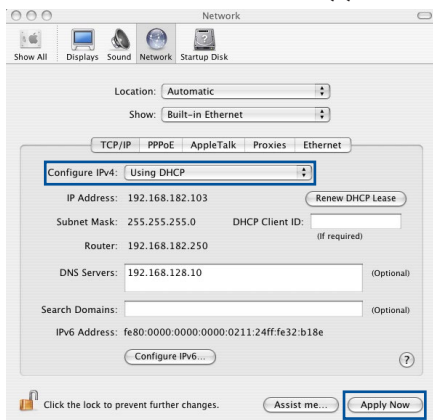 Network
Show All Displays Sound Network Startup Disk
Location: Automatic
Show: Built-in Ethernet
TCP/IP PPPoE AppleTalk Proxies Ethernet
Configure IPv4: Using DHCP
IP Address: 192.168.182.103 Renew DHCP Lease
Subnet Mask: 255.255.255.0 DHCP Client ID:
(If required)
Router: 192.168.182.250
DNS Servers: 192.168.128.10 (Optional)
Search Domains: (Optional)
IPv6 Address: fe80:0000:0000:0000:0211:24ff:fe32:b18e
Configure IPv6... ?
Click the lock to prevent further changes. Assist me... Apply Now